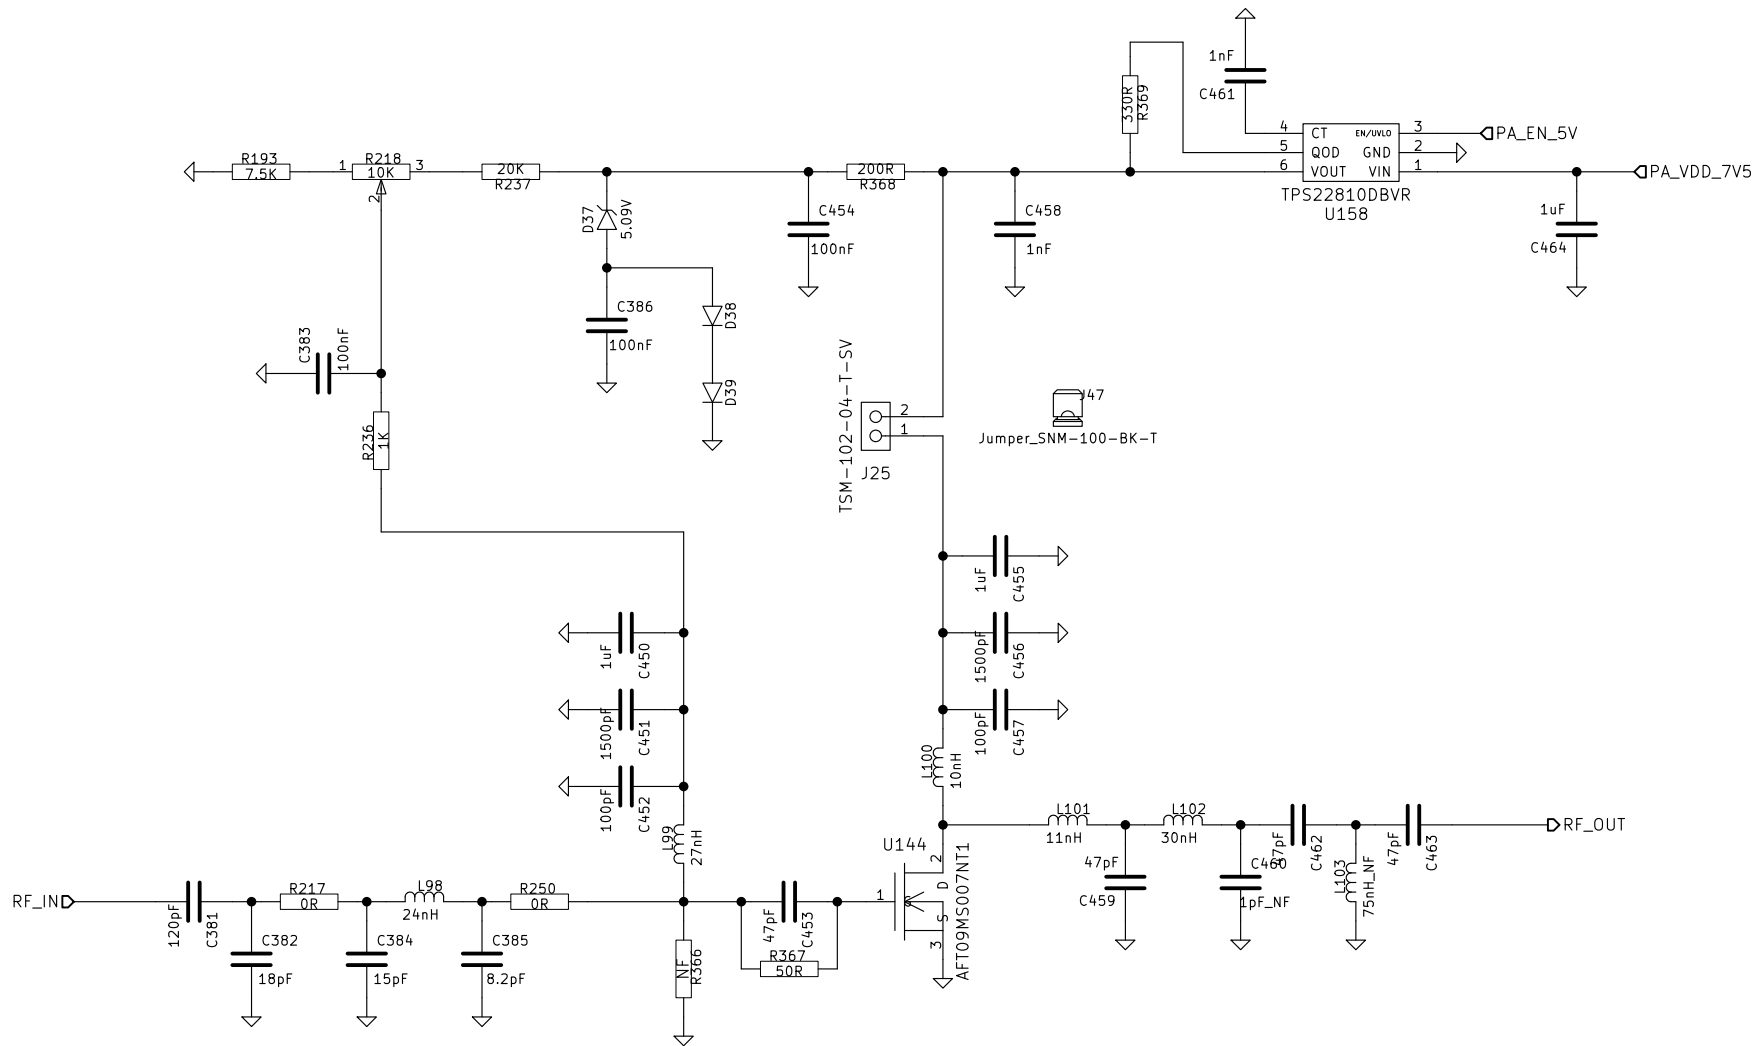 1nF
C461
330R
R369
4
CT
EN/UVLO
3
PA_EN_5V
5
QOD
GND
2
6
VOUT
VIN
1
PA_VDD_7V5
TPS22810DBVR
U158
R193
7.5K
1
R218
10K
3
2
20K
R237
200R
R368
D37
5.09V
C454
100nF
C458
1nF
1uF
C464
C386
100nF
D38
D39
C383
100nF
R236
1K
TSM-102-04-T-SV
2
1
J25
J47
Jumper_SNM-100-BK-T
1uF
C455
1uF
C450
1500pF
C456
1500pF
C451
100pF
C457
100pF
C452
L100
10nH
L99
27nH
L101
11nH
L102
30nH
47pF
C462
47pF
C463
RF_OUT
U144
2
D
1
S
3
AFT09MS007NT1
47pF
C459
C460
1pF_NF
L103
75nH_NF
RF_IN
120pF
C381
R217
0R
L98
24nH
R250
0R
C382
18pF
C384
15pF
C385
8.2pF
NF
R366
47pF
C453
R367
50R